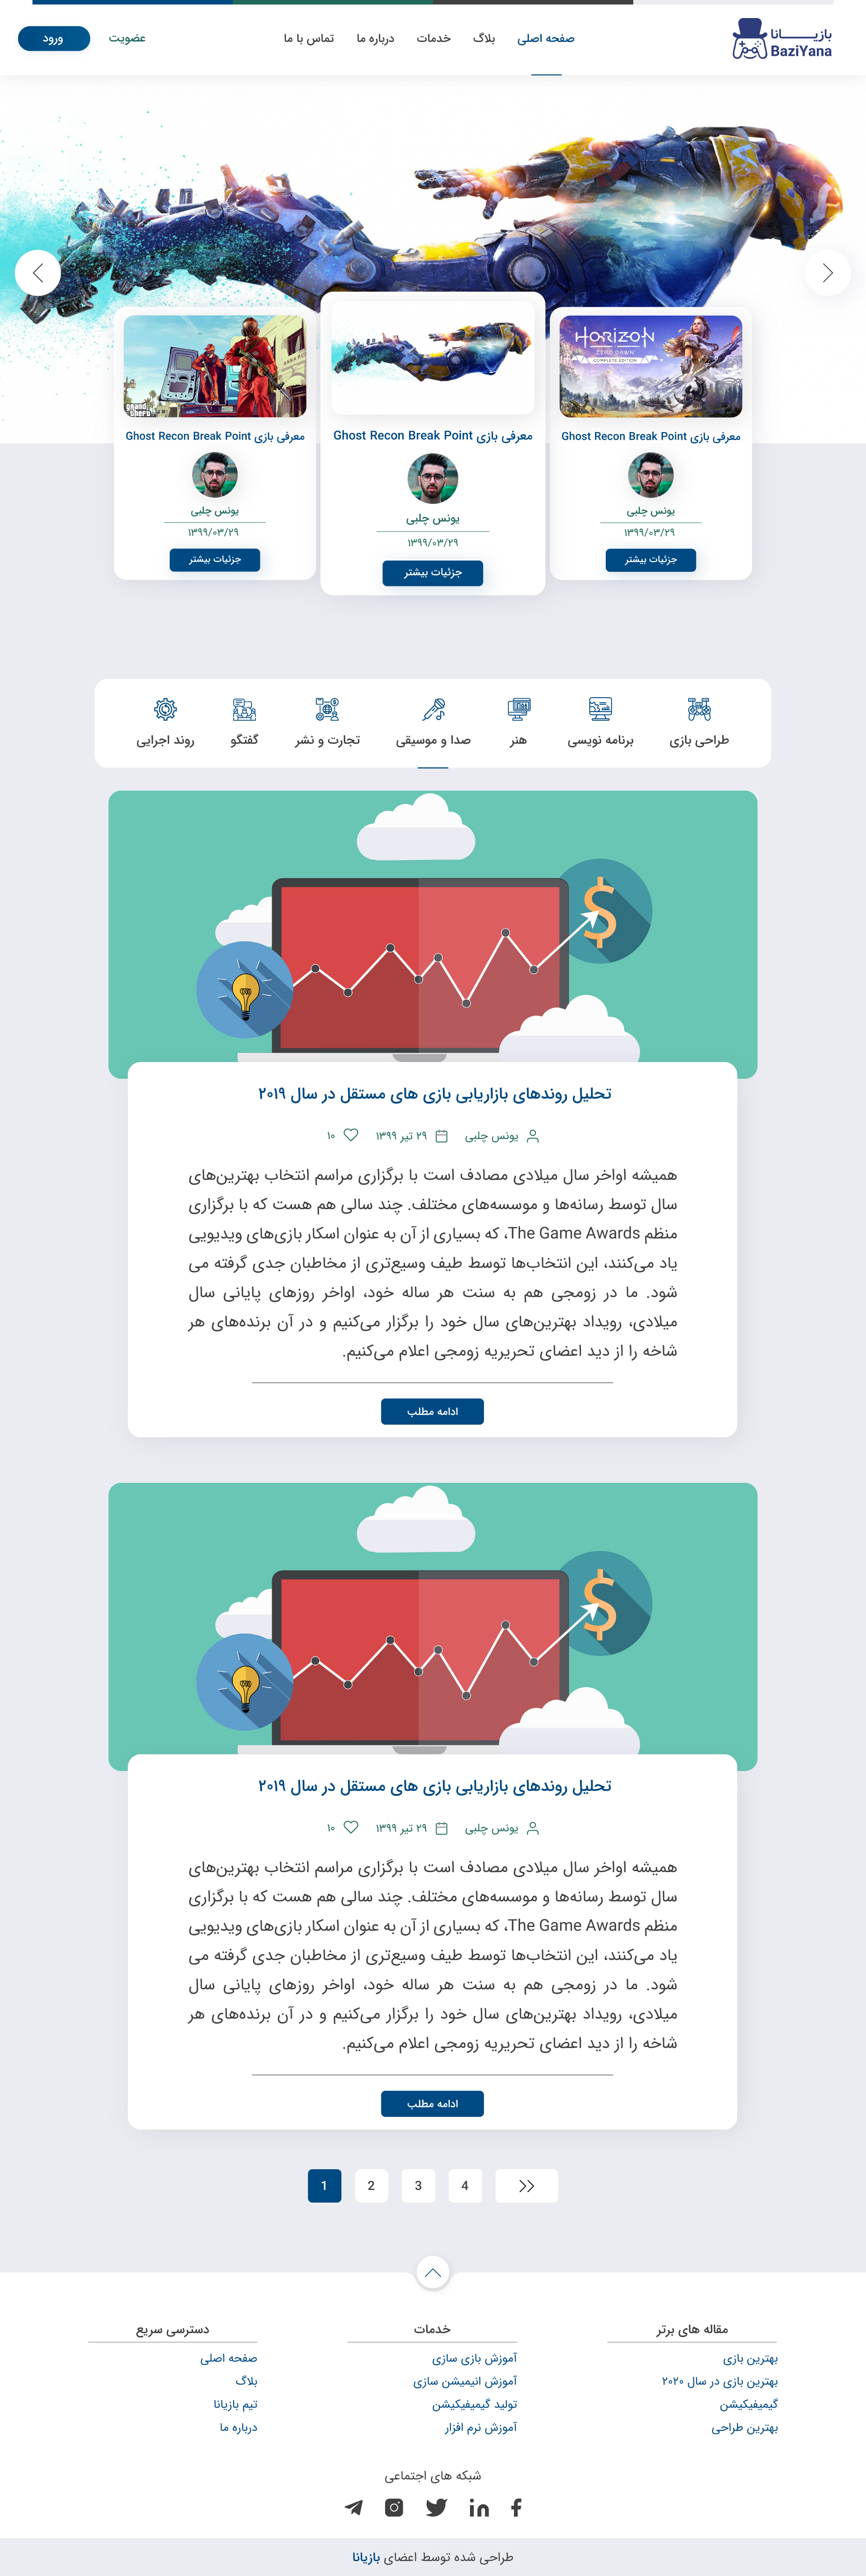 بازیـــــانا
BaziYana
صفحه اصلی
بلاگ
خدمات
درباره ما
تماس با ما
عضویت
ورود
HORIZON
ZERO DAWN
COMPLETE EDITION
معرفی بازی Ghost Recon Break Point
یونس چلبی
۱۳۹۹/۰۳/۲۹
جزئیات بیشتر
معرفی بازی Ghost Recon Break Point
یونس چلبی
۱۳۹۹/۰۳/۲۹
جزئیات بیشتر
grand
theft
معرفی بازی Ghost Recon Break Point
یونس چلبی
۱۳۹۹/۰۳/۲۹
جزئیات بیشتر
طراحی بازی
برنامه نویسی
هنر
صدا و موسیقی
تجارت و نشر
گفتگو
روند اجرایی
تحلیل روندهای بازاریابی بازی های مستقل در سال ۲۰۱۹
یونس چلبی
۲۹ تیر ۱۳۹۹
۱۰
همیشه اواخر سال میلادی مصادف است با برگزاری مراسم انتخاب بهترین‌های
سال توسط رسانه‌ها و موسسه‌های مختلف. چند سالی هم هست که با برگزاری
منظم The Game Awards، که بسیاری از آن به عنوان اسکار بازی‌های ویدیویی
یاد می‌کنند، این انتخاب‌ها توسط طیف وسیع‌تری از مخاطبان جدی گرفته می
شود. ما در زومجی هم به سنت هر ساله خود، اواخر روزهای پایانی سال
میلادی، رویداد بهترین‌های سال خود را برگزار می‌کنیم و در آن برنده‌های هر
شاخه را از دید اعضای تحریریه زومجی اعلام می‌کنیم.
ادامه مطلب
تحلیل روندهای بازاریابی بازی های مستقل در سال ۲۰۱۹
یونس چلبی
۲۹ تیر ۱۳۹۹
۱۰
همیشه اواخر سال میلادی مصادف است با برگزاری مراسم انتخاب بهترین‌های
سال توسط رسانه‌ها و موسسه‌های مختلف. چند سالی هم هست که با برگزاری
منظم The Game Awards، که بسیاری از آن به عنوان اسکار بازی‌های ویدیویی
یاد می‌کنند، این انتخاب‌ها توسط طیف وسیع‌تری از مخاطبان جدی گرفته می
شود. ما در زومجی هم به سنت هر ساله خود، اواخر روزهای پایانی سال
میلادی، رویداد بهترین‌های سال خود را برگزار می‌کنیم و در آن برنده‌های هر
شاخه را از دید اعضای تحریریه زومجی اعلام می‌کنیم.
ادامه مطلب
1
2
3
4
مقاله های برتر
بهترین بازی
بهترین بازی در سال ۲۰۲۰
گیمیفیکیشن
بهترین طراحی
خدمات
آموزش بازی سازی
آموزش انیمیشن سازی
تولید گیمیفیکیشن
آموزش نرم افزار
دسترسی سریع
صفحه اصلی
بلاگ
تیم بازیانا
درباره ما
شبکه های اجتماعی
طراحی شده توسط اعضای بازیانا